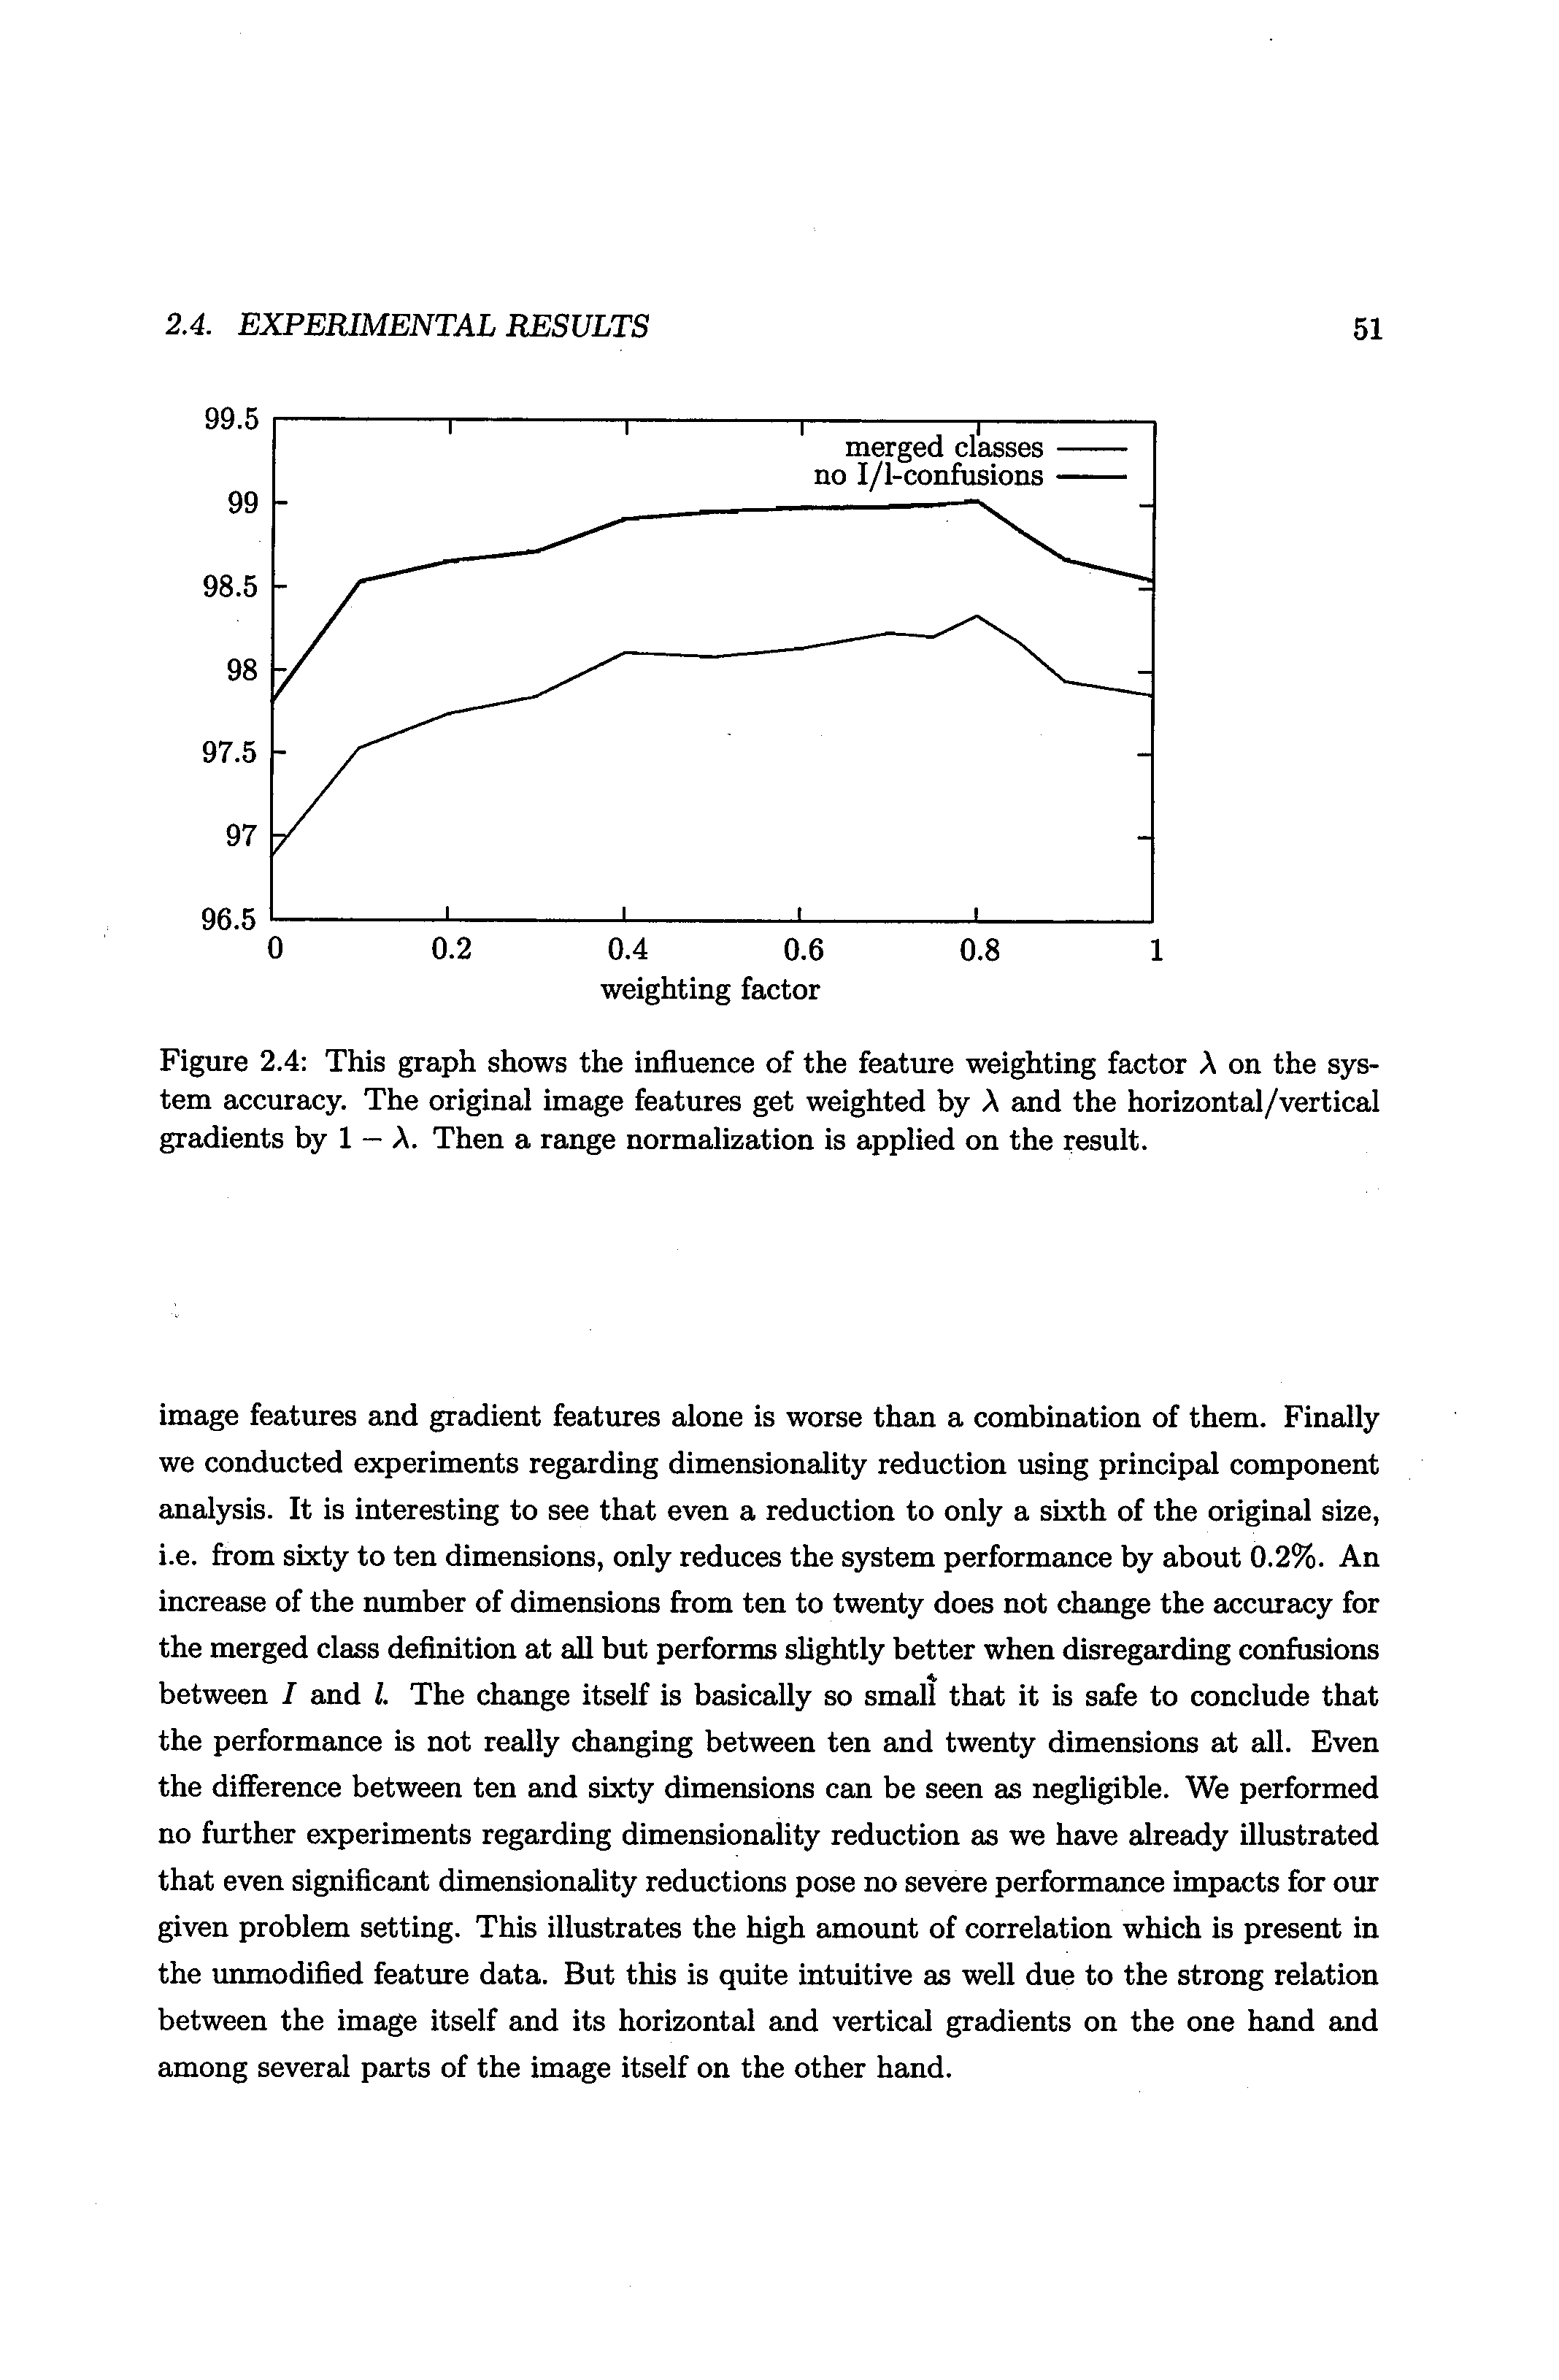 2.4. EXPERIMENTAL RESULTS 51
99.5
merged classes
no I/l-confusions
99
98.5
98
97.5
97
96.5
0 0.2 0.4 0.6 0.8 1
weighting factor
Figure 2.4: This graph shows the influence of the feature weighting factor λ on the sys-
tem accuracy. The original image features get weighted by λ and the horizontal/vertical
gradients by 1 − λ. Then a range normalization is applied on the result.
image features and gradient features alone is worse than a combination of them. Finally
we conducted experiments regarding dimensionality reduction using principal component
analysis. It is interesting to see that even a reduction to only a sixth of the original size,
i.e. from sixty to ten dimensions, only reduces the system performance by about 0.2%. An
increase of the number of dimensions from ten to twenty does not change the accuracy for
the merged class definition at all but performs slightly better when disregarding confusions
between I and l. The change itself is basically so small that it is safe to conclude that
the performance is not really changing between ten and twenty dimensions at all. Even
the difference between ten and sixty dimensions can be seen as negligible. We performed
no further experiments regarding dimensionality reduction as we have already illustrated
that even significant dimensionality reductions pose no severe performance impacts for our
given problem setting. This illustrates the high amount of correlation which is present in
the unmodified feature data. But this is quite intuitive as well due to the strong relation
between the image itself and its horizontal and vertical gradients on the one hand and
among several parts of the image itself on the other hand.